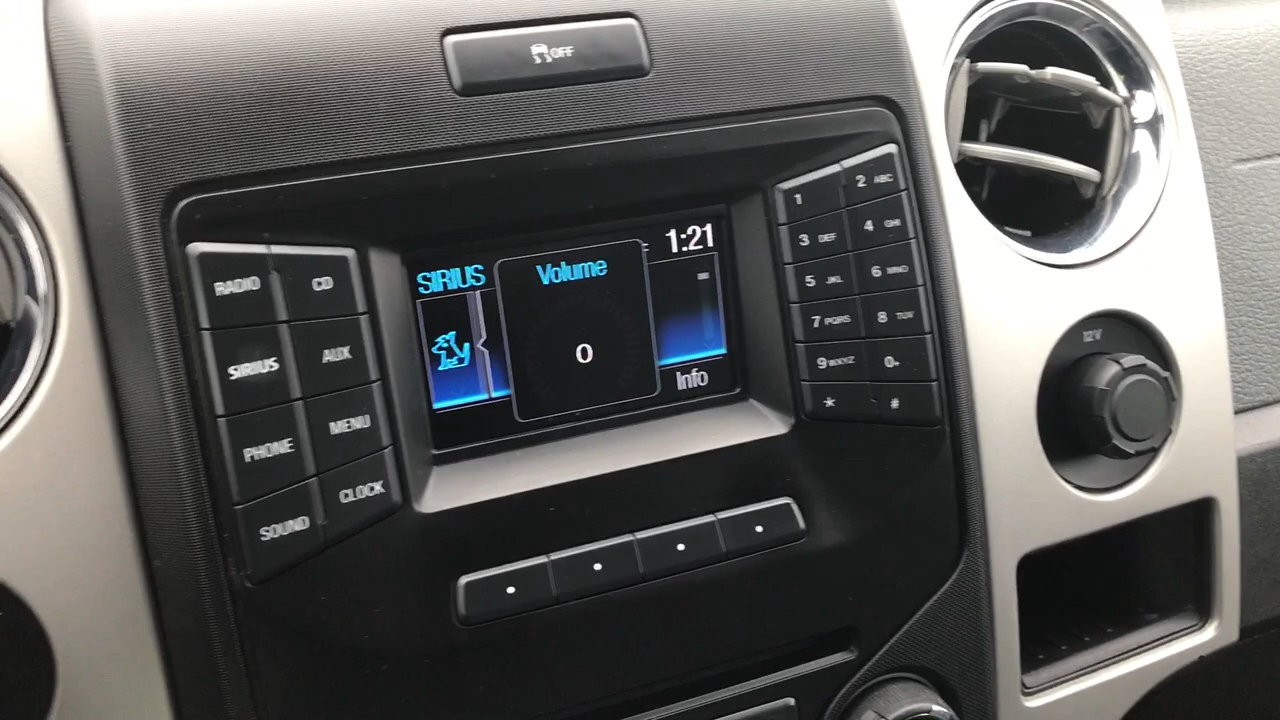 OFF
RADIO
CD
SIRIUS
AUX
PHONE
MENU
SOUND
CLOCK
SIRIUS
Volume
1:21
0
Info
1
2 ABC
3 DEF
4 GHI
5 JKL
6 MNO
7 PQRS
8 TUV
9 WXYZ
0+
* #
12V